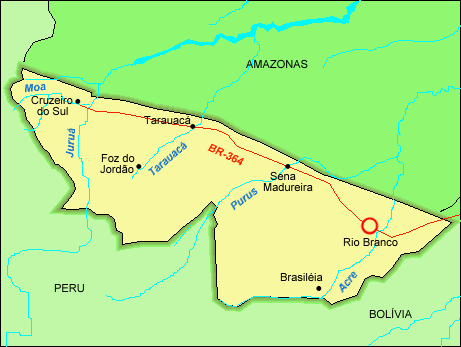 AMAZONAS
Moa
Cruzeiro
do Sul
Juruá
Tarauacá
BR-364
Foz do
Jordão
Tarauacá
Sena
Madureira
Purus
Rio Branco
Brasiléia
Acre
PERU
BOLÍVIA